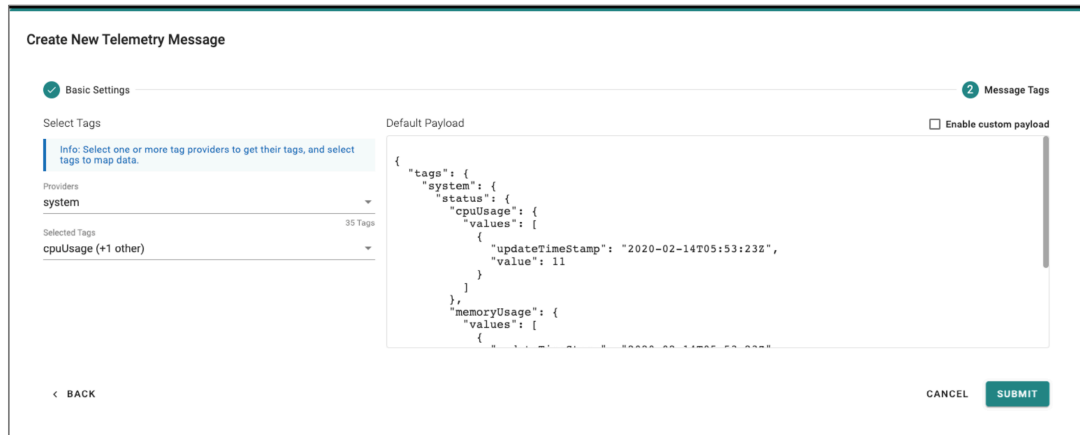 Create New Telemetry Message
Basic Settings
2 Message Tags
Select Tags
Info: Select one or more tag providers to get their tags, and select
tags to map data.
Providers
system
35 Tags
Selected Tags
cpuUsage (+1 other)
Default Payload
Enable custom payload
{
"tags": {
"system": {
"status": {
"cpuUsage": {
"values": [
{
"updateTimeStamp": "2020-02-14T05:53:23Z",
"value": 11
}
]
},
"memoryUsage": {
"values": [
{
< BACK
CANCEL
SUBMIT